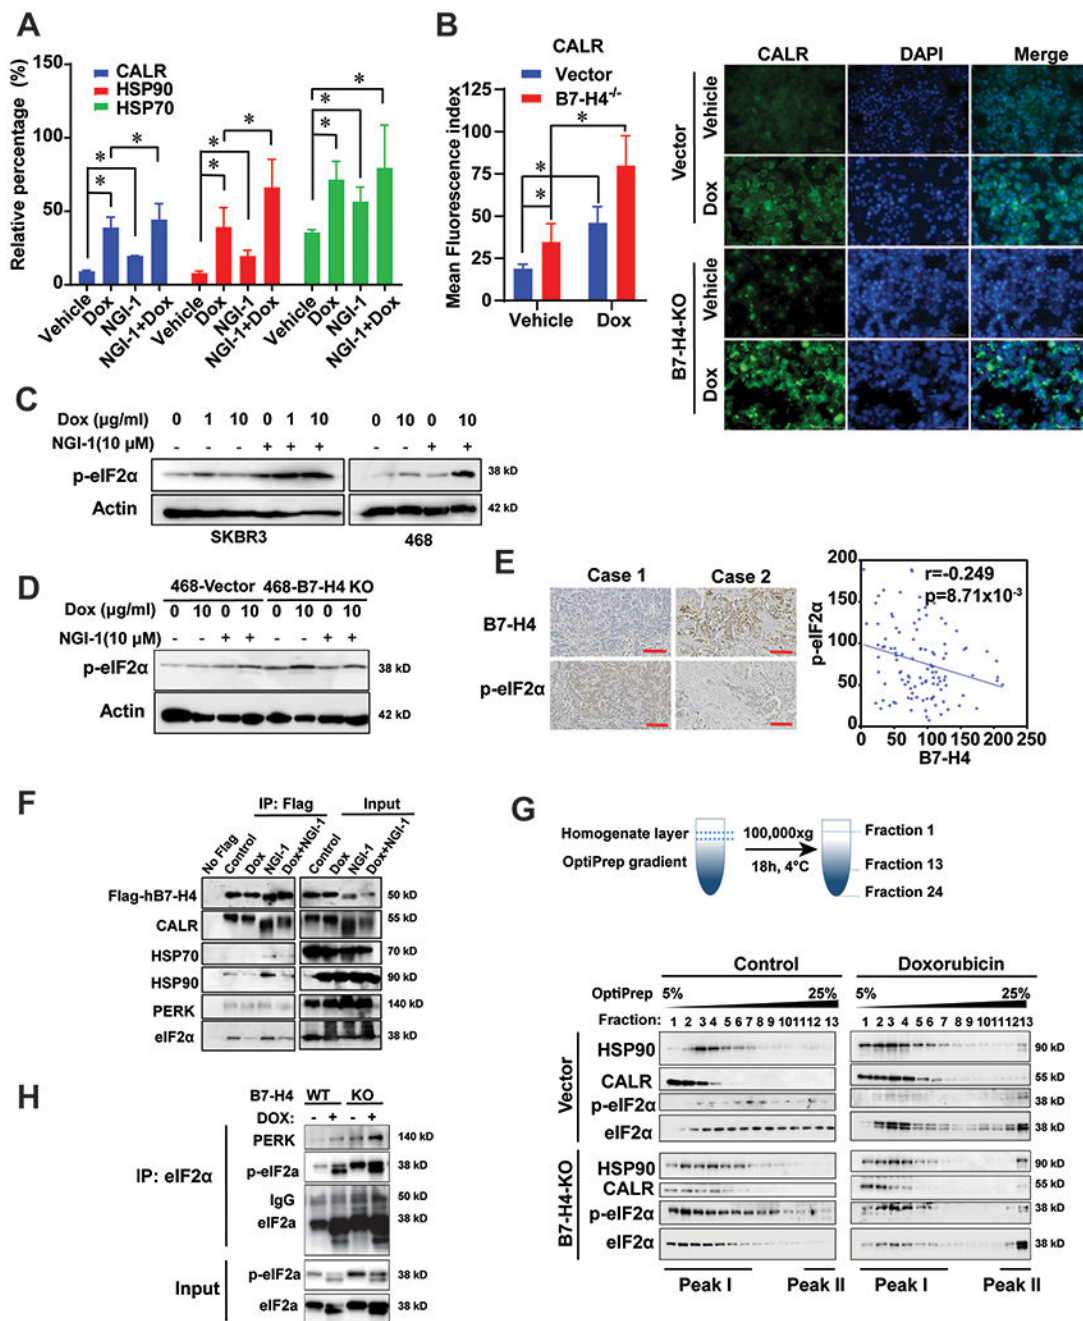 A
Relative percentage (%)
150
100
50
0
CALR
HSP90
HSP70
* * *
* * *
* * *
Vehicle Dox NGI-1 NGI-1+Dox Vehicle Dox NGI-1 NGI-1+Dox Vehicle Dox NGI-1 NGI-1+Dox
B
CALR
Vector
B7-H4-/-
Mean Fluorescence index
125
100
75
50
25
0
* * *
Vehicle Dox
CALR DAPI Merge
Vector
Vehicle
Dox
B7-H4-KO
Vehicle
Dox
C
Dox (µg/ml) 0 1 10 0 1 10 0 10 0 10
NGI-1(10 µM) - - - + + + - - + +
p-eIF2α 38 kD
Actin 42 kD
SKBR3 468
D
468-Vector 468-B7-H4 KO
Dox (µg/ml) 0 10 0 10 0 10 0 10
NGI-1(10 µM) - - + + - - + +
p-eIF2α 38 kD
Actin 42 kD
E
Case 1 Case 2
B7-H4
p-eIF2α
r=-0.249
p=8.71x10-3
p-eIF2α
200
150
100
50
0
0 50 100 150 200 250
B7-H4
F
IP: Flag Input
No Flag Control Dox NGI-1 Dox+NGI-1 Control Dox NGI-1 Dox+NGI-1
Flag-hB7-H4 50 kD
CALR 55 kD
HSP70 70 kD
HSP90 90 kD
PERK 140 kD
eIF2α 38 kD
G
Homogenate layer
OptiPrep gradient
100,000xg
18h, 4°C
Fraction 1
Fraction 13
Fraction 24
Control Doxorubicin
OptiPrep 5% 25% 5% 25%
Fraction: 1 2 3 4 5 6 7 8 9 10 11 12 13 1 2 3 4 5 6 7 8 9 10 11 12 13
Vector
HSP90 90 kD
CALR 55 kD
p-eIF2α 38 kD
eIF2α 38 kD
B7-H4-KO
HSP90 90 kD
CALR 55 kD
p-eIF2α
eIF2α 38 kD
Peak I Peak II Peak I Peak II
H
B7-H4 WT KO
DOX: - + - +
IP: eIF2α
PERK 140 kD
p-eIF2a 38 kD
IgG 50 kD
eIF2a 38 kD
Input
p-eIF2a 38 kD
eIF2a 38 kD